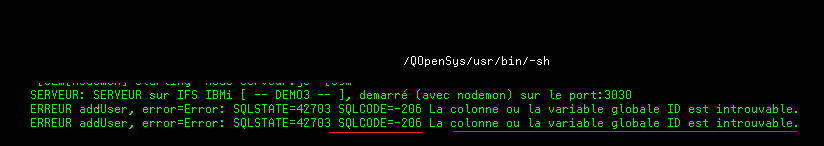 /QOpenSys/usr/bin/-sh
SERVEUR: SERVEUR sur IFS IBMi [ -- DEMO3 -- ], demarré (avec nodemon) sur le port:3030
ERREUR addUser, error=Error: SQLSTATE=42703 SQLCODE=-206 La colonne ou la variable globale ID est introuvable.
ERREUR addUser, error=Error: SQLSTATE=42703 SQLCODE=-206 La colonne ou la variable globale ID est introuvable.